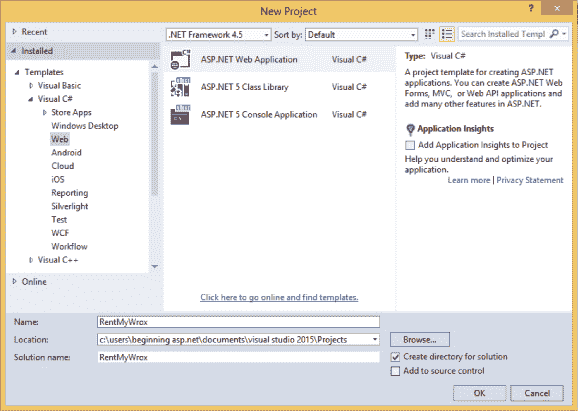 New Project
Recent
Installed
.NET Framework 4.5
Sort by:
Default
Search Installed Templ
Templates
Visual Basic
Visual C#
Store Apps
Windows Desktop
Web
Android
Cloud
iOS
Reporting
Silverlight
Test
WCF
Workflow
Visual C++
Online
ASP.NET Web Application Visual C#
ASP.NET 5 Class Library Visual C#
ASP.NET 5 Console Application Visual C#
Click here to go online and find templates.
Type: Visual C#
A project template for creating ASP.NET
applications. You can create ASP.NET Web
Forms, MVC, or Web API applications and
add many other features in ASP.NET.
Application Insights
Add Application Insights to Project
Help you understand and optimize your
application.
Learn more | Privacy Statement
Name: RentMyWrox
Location: c:\users\beginning asp.net\documents\visual studio 2015\Projects
Browse...
Solution name: RentMyWrox
Create directory for solution
Add to source control
OK
Cancel